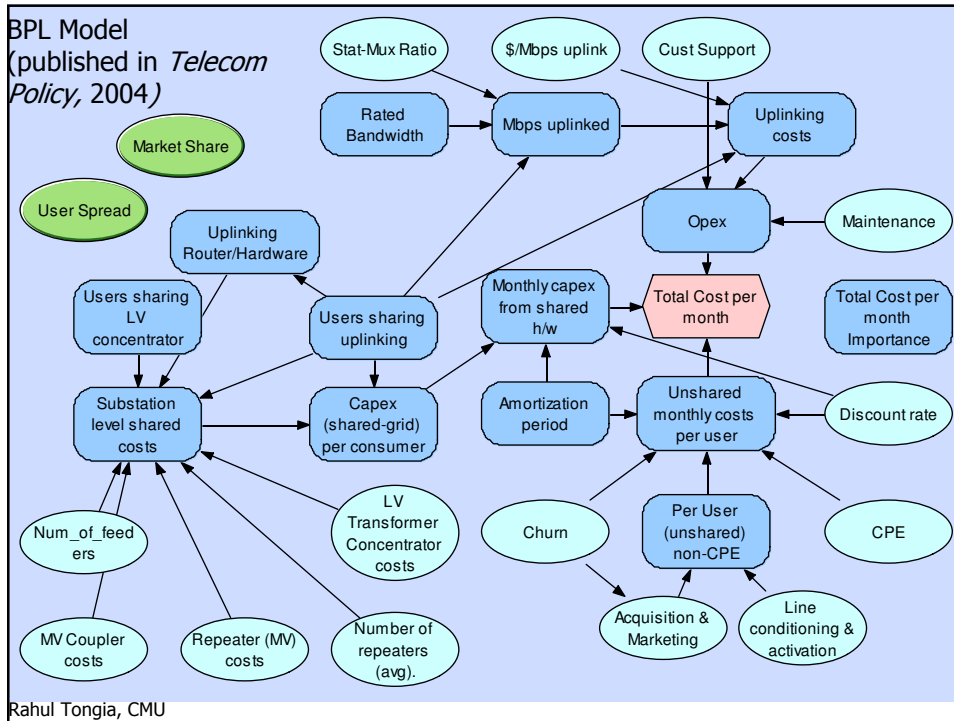 BPL Model
(published in Telecom
Policy, 2004)
Stat-Mux Ratio
$/Mbps uplink
Cust Support
Rated
Bandwidth
Mbps uplinked
Uplinking
costs
Market Share
User Spread
Uplinking
Router/Hardware
Opex
Maintenance
Users sharing
LV
concentrator
Users sharing
uplinking
Monthly capex
from shared
h/w
Total Cost per
month
Total Cost per
month
Importance
Substation
level shared
costs
Capex
(shared-grid)
per consumer
Amortization
period
Unshared
monthly costs
per user
Discount rate
Num_of_feed
ers
LV
Transformer
Concentrator
costs
Churn
Per User
(unshared)
non-CPE
CPE
MV Coupler
costs
Repeater (MV)
costs
Number of
repeaters
(avg).
Acquisition &
Marketing
Line
conditioning &
activation
Rahul Tongia, CMU